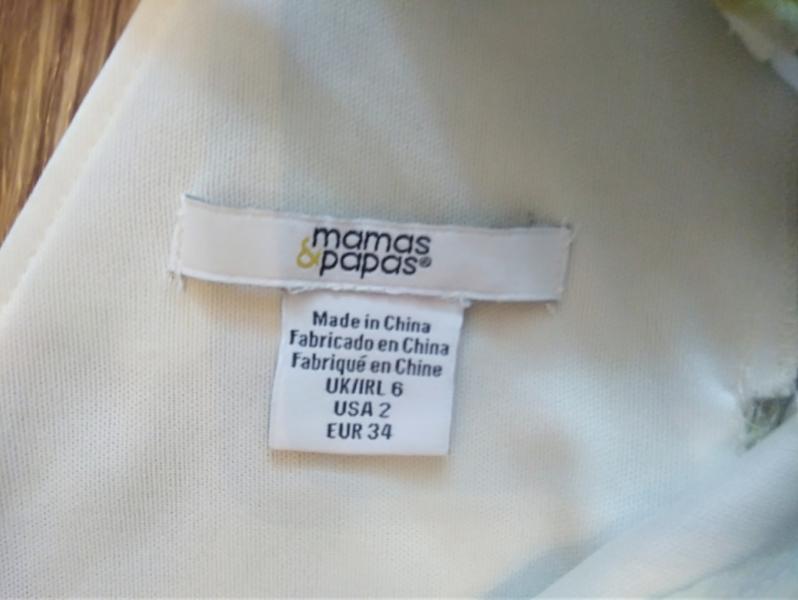 mamas
&papas®
Made in China
Fabricado en China
Fabriqué en Chine
UK/IRL 6
USA 2
EUR 34